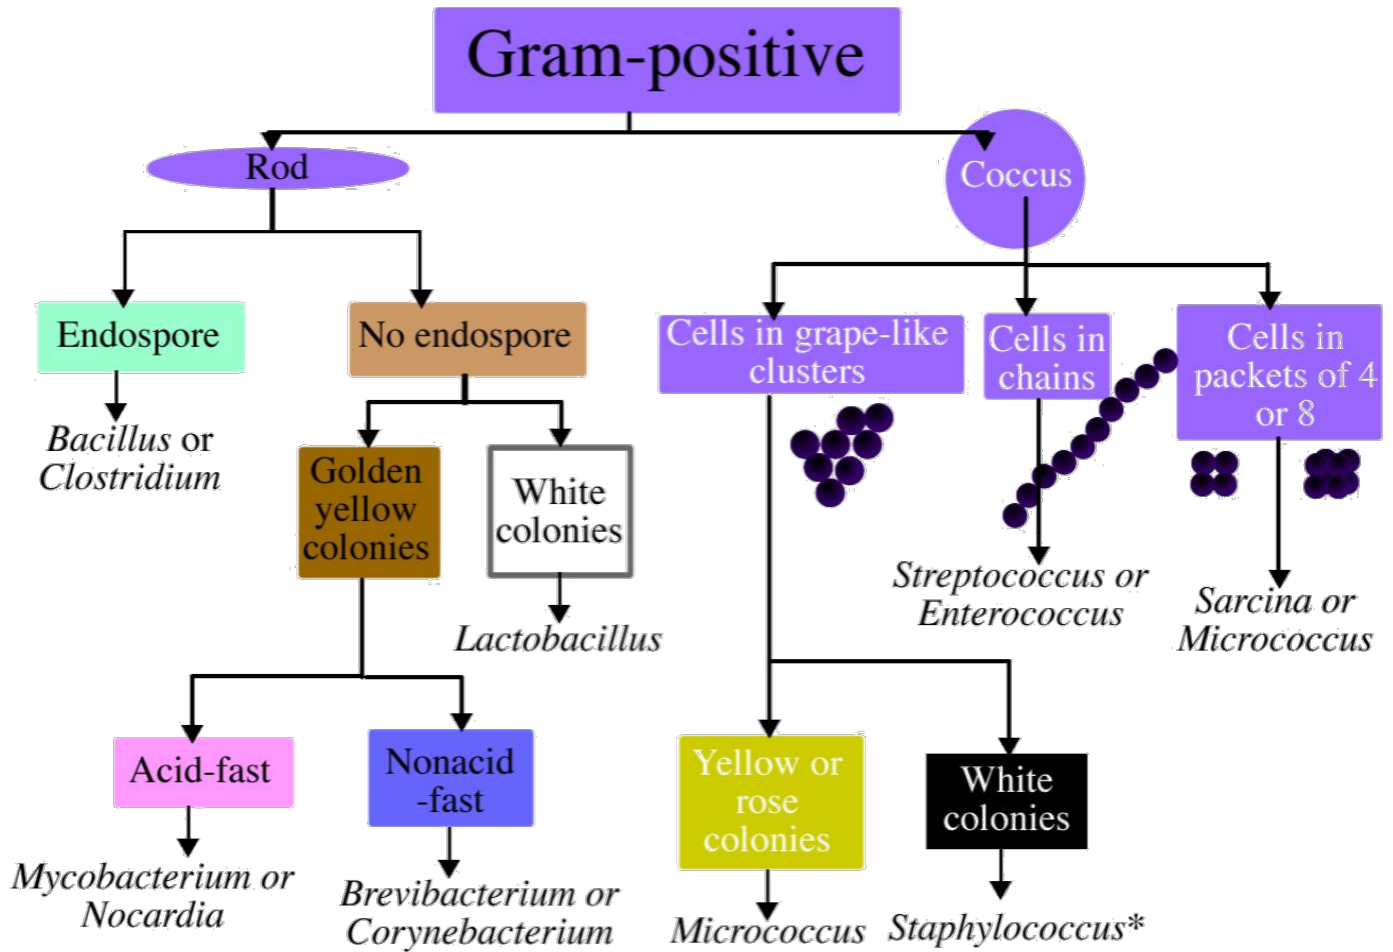 Gram-positive
Rod
Coccus
Endospore
No endospore
Cells in grape-like
clusters
Cells in
chains
Cells in
packets of 4
or 8
Bacillus or
Clostridium
Golden
yellow
colonies
White
colonies
Lactobacillus
Streptococcus or
Enterococcus
Sarcina or
Micrococcus
Acid-fast
Nonacid
-fast
Yellow or
rose
colonies
White
colonies
Mycobacterium or
Nocardia
Brevibacterium or
Corynebacterium
Micrococcus
Staphylococcus*